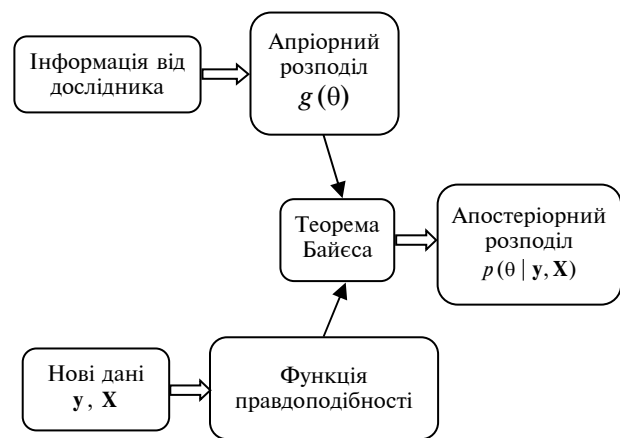 Інформація від
дослідника
Апріорний
розподіл
g (θ)
Теорема
Байєса
Апостеріорний
розподіл
p (θ | y, X)
Нові дані
y , X
Функція
правдоподібності